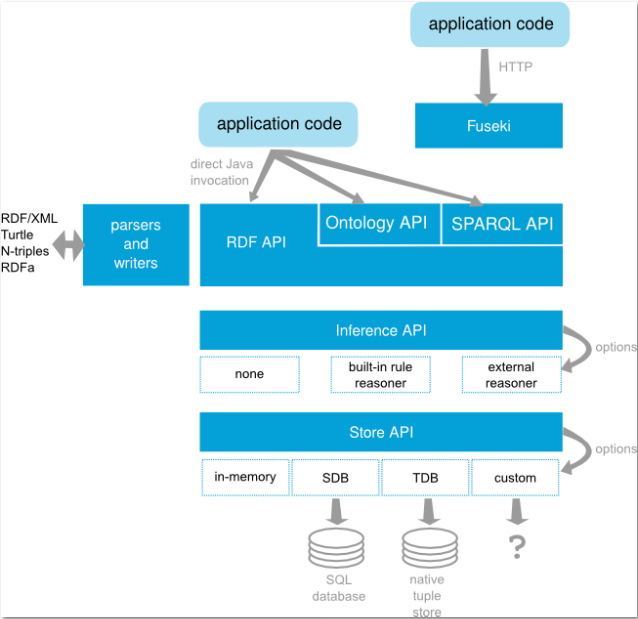 application code
HTTP
Fuseki
application code
direct Java
invocation
RDF/XML
Turtle
N-triples
RDFa
parsers
and
writers
RDF API
Ontology API
SPARQL API
Inference API
options
none
built-in rule
reasoner
external
reasoner
Store API
options
in-memory
SDB
TDB
custom
?
SQL
database
native
tuple
store